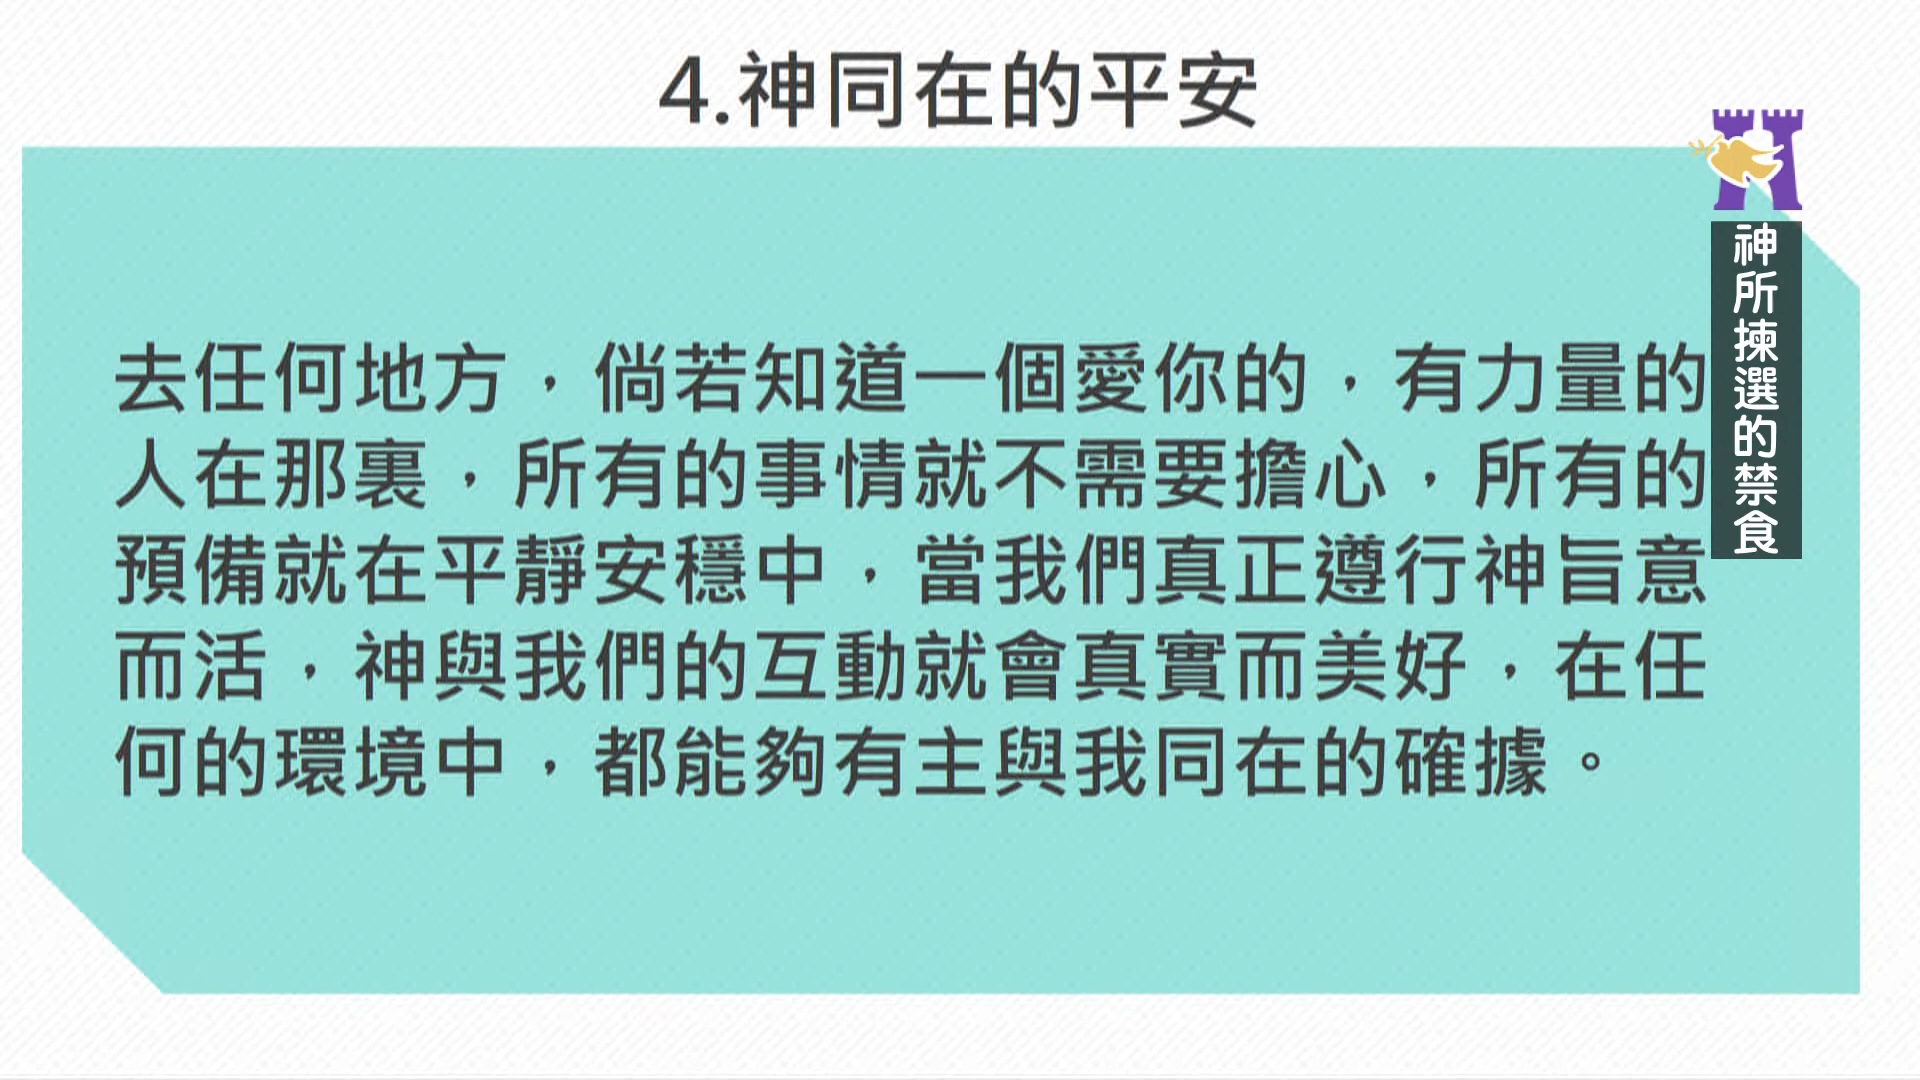 4.神同在的平安
去任何地方，倘若知道一個愛你的，有力量的
人在那裏，所有的事情就不需要擔心，所有的
預備就在平靜安穩中，當我們真正遵行神旨意
而活，神與我們的互動就會真實而美好，在任
何的環境中，都能夠有主與我同在的確據。
神所揀選的禁食